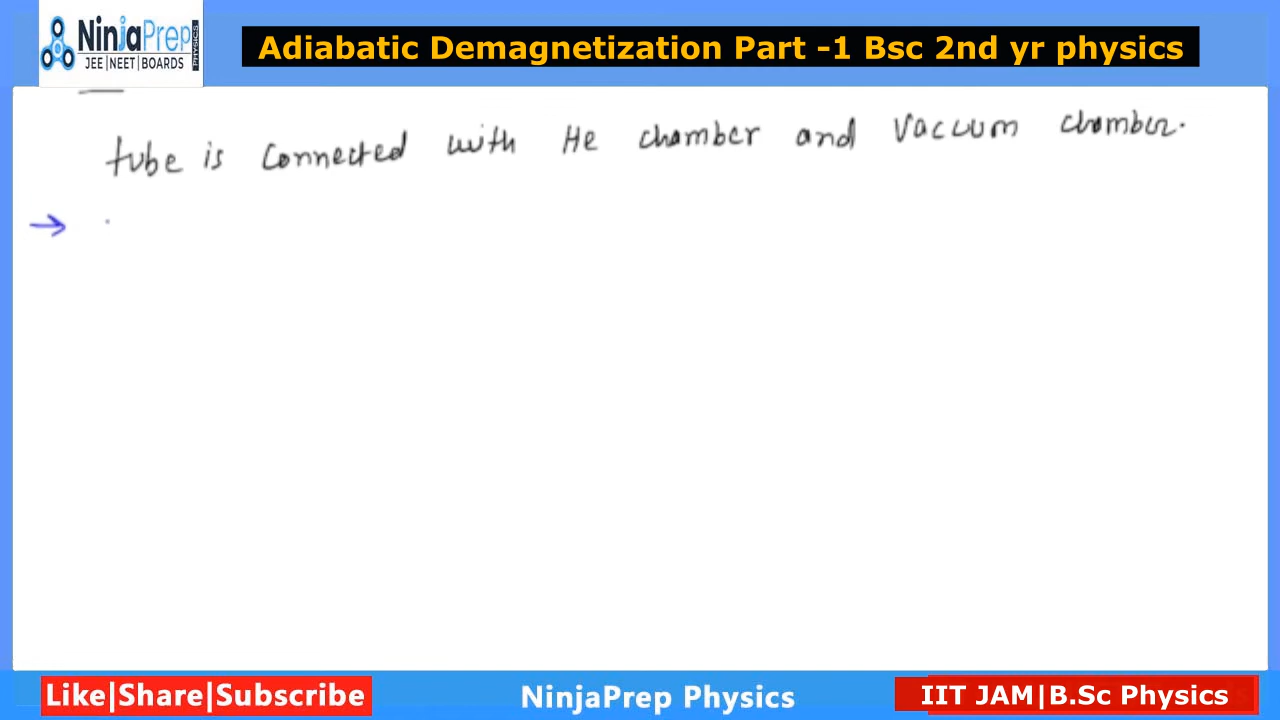 NinjaPrep
PHYSICS
JEE|NEET|BOARDS
Adiabatic Demagnetization Part -1 Bsc 2nd yr physics
tube is connected with He chamber and Vaccum chamber.
→
Like|Share|Subscribe
NinjaPrep Physics
IIT JAM|B.Sc Physics